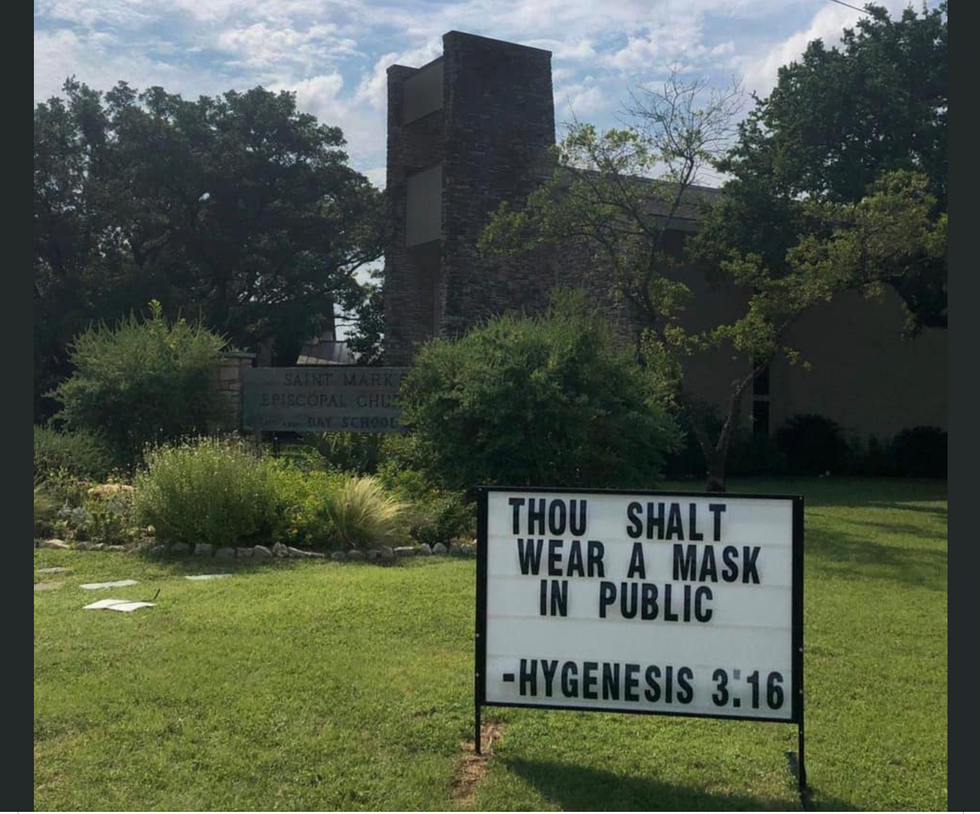 SAINT MARK
EPISCOPAL
DAY SCHOOL
THOU SHALT
WEAR A MASK
IN PUBLIC
-HYGENESIS 3:16